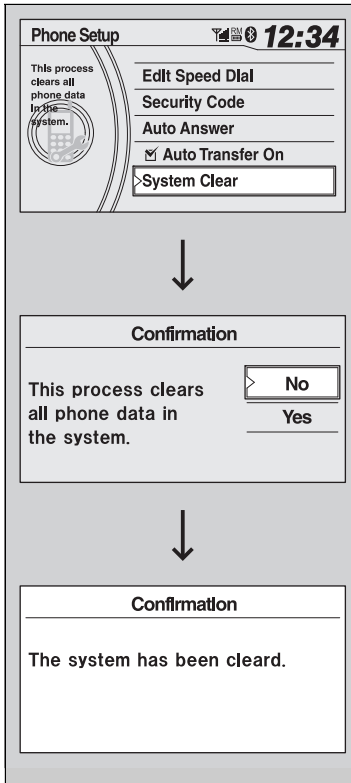 Phone Setup
RM
12:34
This process
clears all
phone data
in the
system.
Edit Speed Dial
Security Code
Auto Answer
Auto Transfer On
System Clear
Confirmation
This process clears
all phone data in
the system.
No
Yes
Confirmation
The system has been cleard.